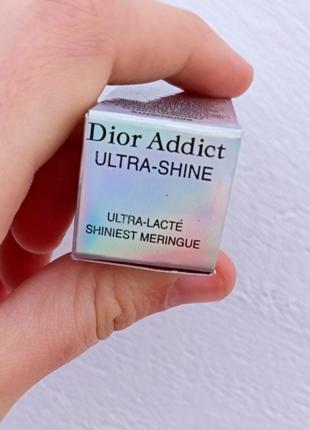 Dior Addict
ULTRA-SHINE
ULTRA-LACTÉ
SHINIEST MERINGUE